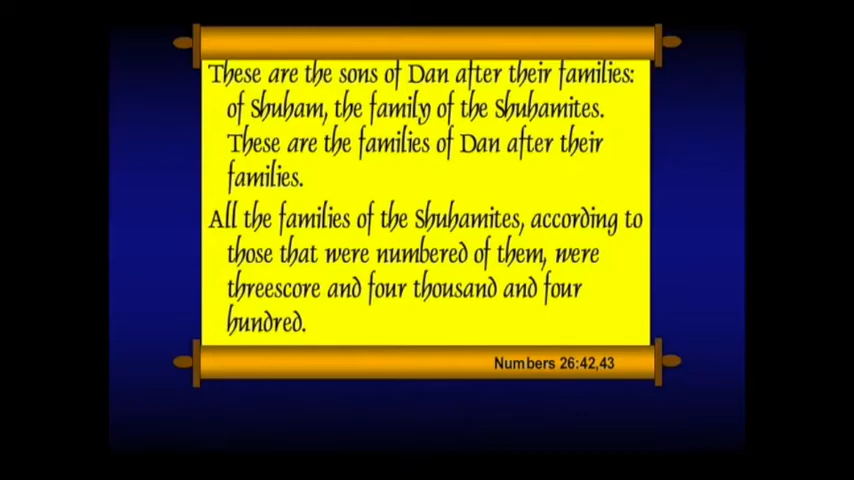 These are the sons of Dan after their families:
of Shuham, the family of the Shuhamites.
These are the families of Dan after their
families.
All the families of the Shuhamites, according to
those that were numbered of them, were
threescore and four thousand and four
hundred.
Numbers 26:42,43